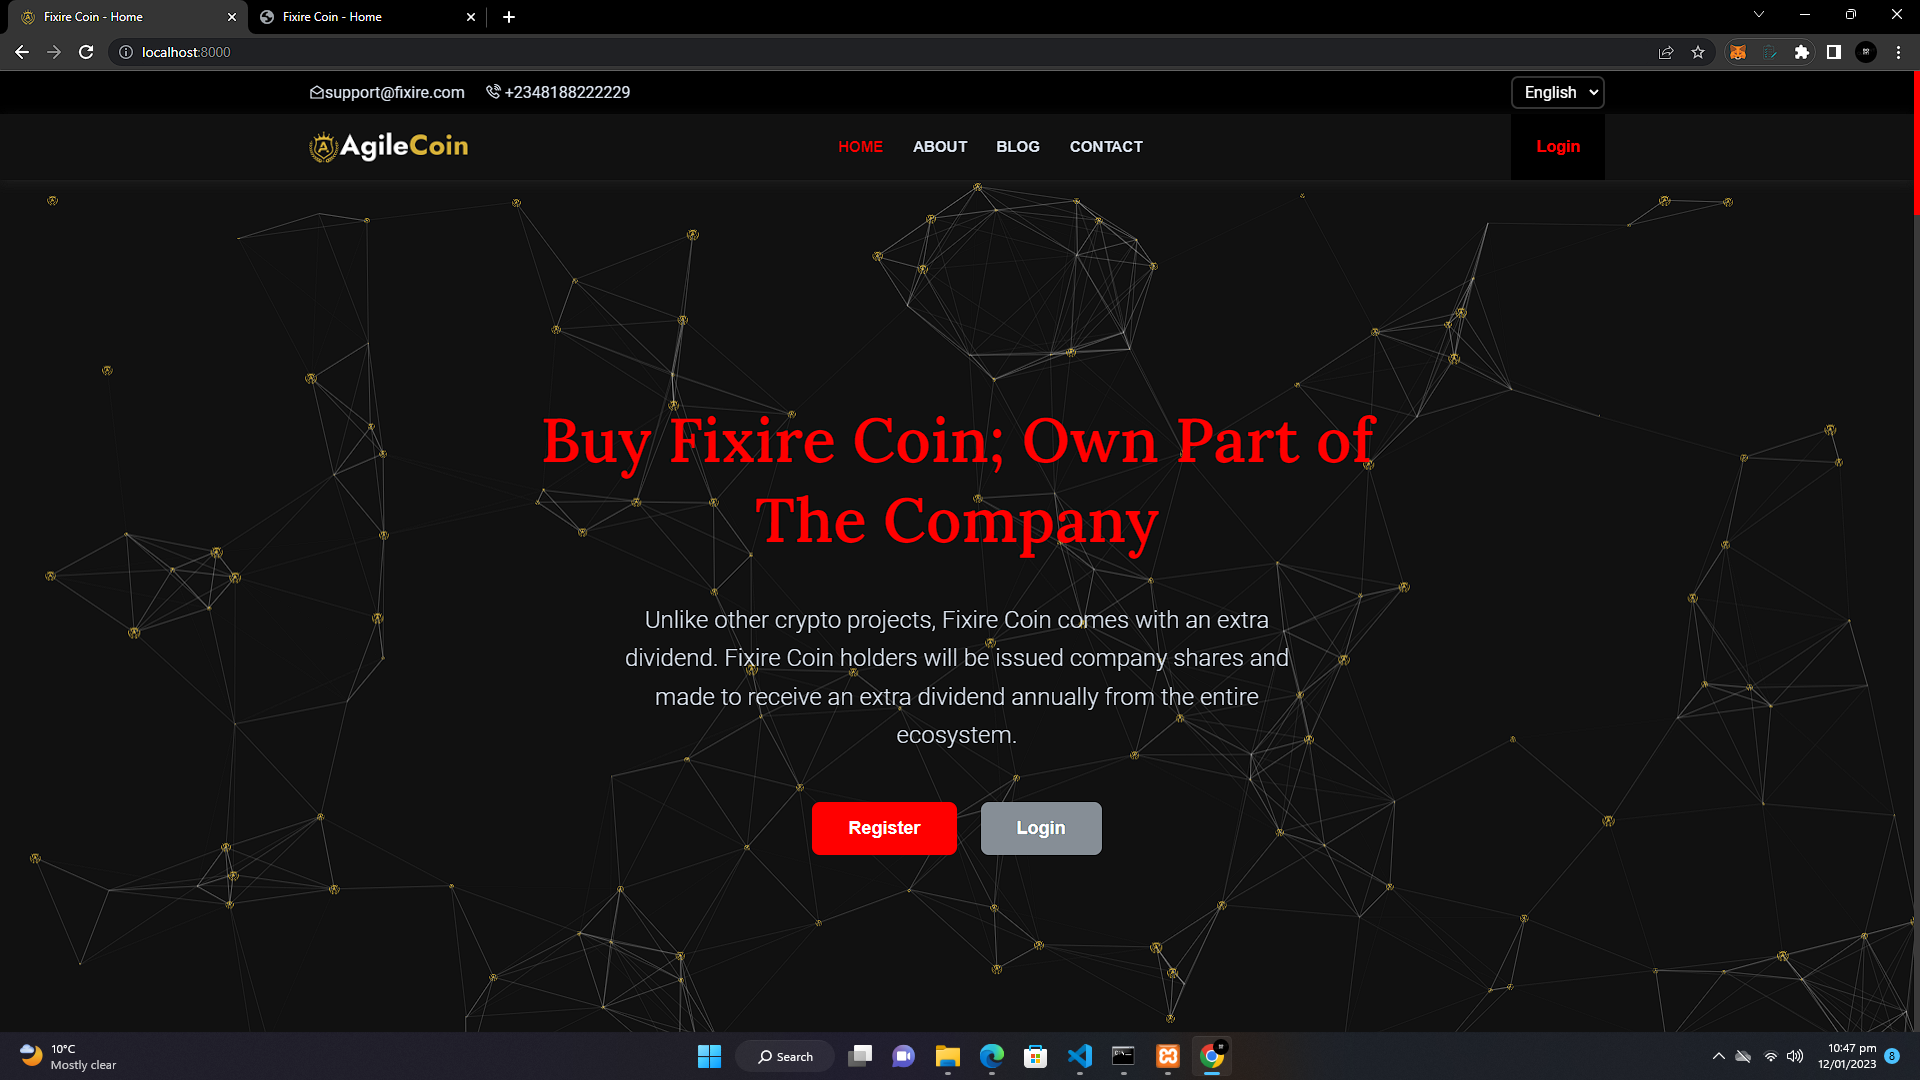 Fixire Coin - Home
Fixire Coin - Home
localhost:8000
support@fixire.com +2348188222229
English
AgileCoin
HOME ABOUT BLOG CONTACT
Login
Buy Fixire Coin; Own Part of
The Company
Unlike other crypto projects, Fixire Coin comes with an extra
dividend. Fixire Coin holders will be issued company shares and
made to receive an extra dividend annually from the entire
ecosystem.
Register Login
10°C
Mostly clear
Search
10:47 pm
12/01/2023
8